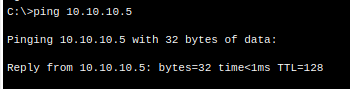 C:\>ping 10.10.10.5
Pinging 10.10.10.5 with 32 bytes of data:
Reply from 10.10.10.5: bytes=32 time<1ms TTL=128